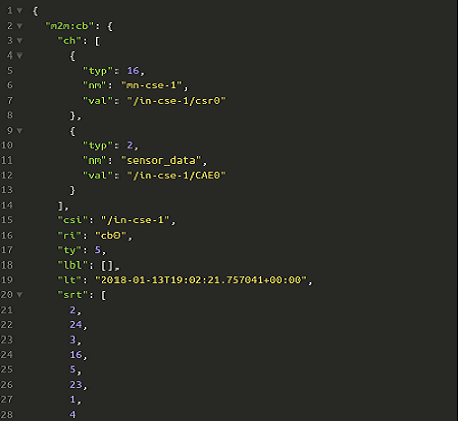 1 {
2 "m2m:cb": {
3 "ch": [
4 {
5 "typ": 16,
6 "nm": "mn-cse-1",
7 "val": "/in-cse-1/csr0"
8 },
9 {
10 "typ": 2,
11 "nm": "sensor_data",
12 "val": "/in-cse-1/CAE0"
13 }
14 ],
15 "csi": "/in-cse-1",
16 "ri": "cb0",
17 "ty": 5,
18 "lbl": [],
19 "lt": "2018-01-13T19:02:21.757041+00:00",
20 "srt": [
21 2,
22 24,
23 3,
24 16,
25 5,
26 23,
27 1,
28 4